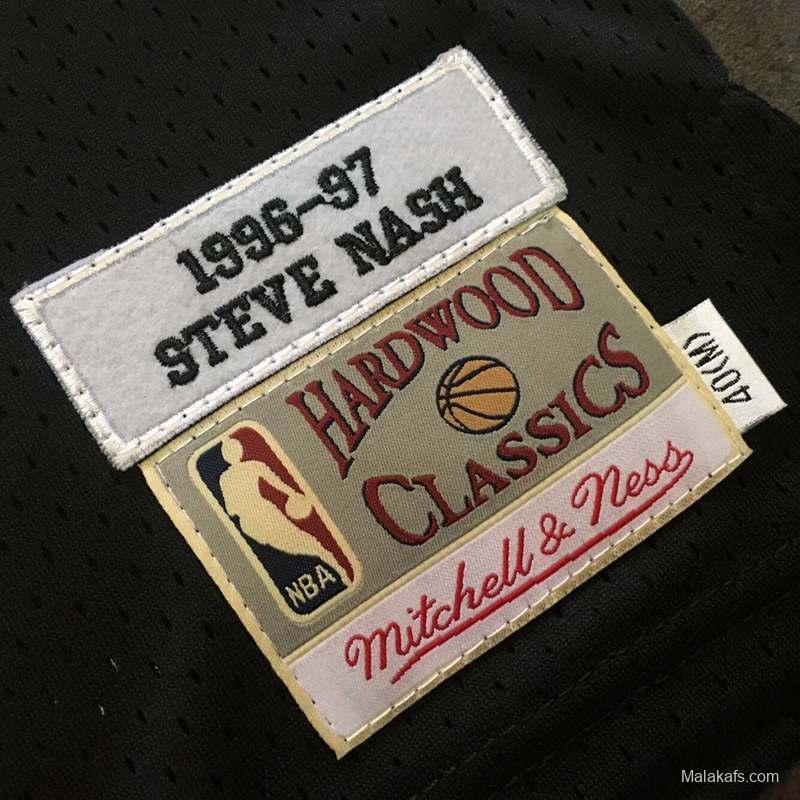 1996-97
STEVE NASH
HARDWOOD
CLASSICS
NBA
Mitchell & Ness
40(M)
Malakafs.com